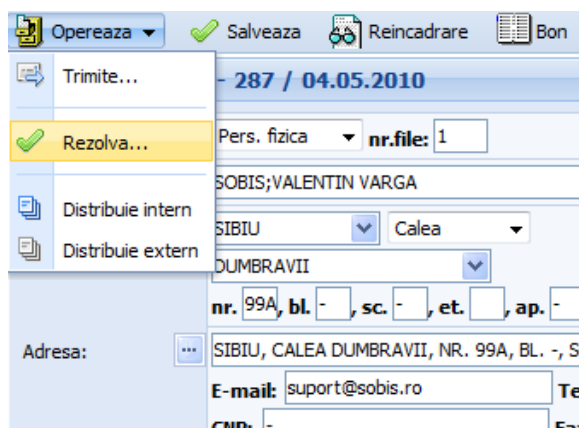 Opereaza Salveaza Reincadrare Bon
Trimite... - 287 / 04.05.2010
Rezolva... Pers. fizica nr.file: 1
SOBIS;VALENTIN VARGA
Distribuie intern SIBIU Calea
Distribuie extern DUMBRAVII
nr. 99A, bl. - , sc. - , et. , ap. -
Adresa: ... SIBIU, CALEA DUMBRAVII, NR. 99A, BL. -, S
E-mail: suport@sobis.ro Te
CNP: -